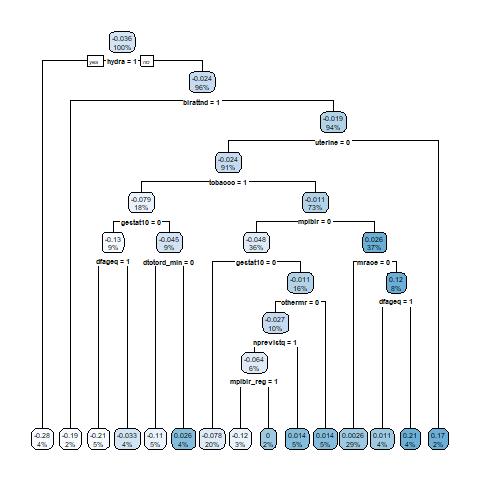 -0.036
100%
yes hydra = 1 no
-0.024
96%
birattnd = 1
-0.019
94%
uterine = 0
-0.024
91%
tobacco = 1
-0.079
18%
-0.011
73%
gestat10 = 0
mpibir = 0
-0.13
9%
-0.045
9%
-0.048
36%
0.026
37%
dfageq = 1
dtotord_min = 0
gestat10 = 0
mrace = 0
-0.011
16%
0.12
8%
othermr = 0
dfageq = 1
-0.027
10%
nprevistq = 1
-0.064
6%
mpibir_reg = 1
-0.28 -0.19 -0.21 -0.033 -0.11 0.026 -0.078 -0.12 0 0.014 0.014 0.0026 0.011 0.21 0.17
4% 2% 5% 4% 5% 4% 20% 3% 2% 5% 5% 29% 4% 4% 2%